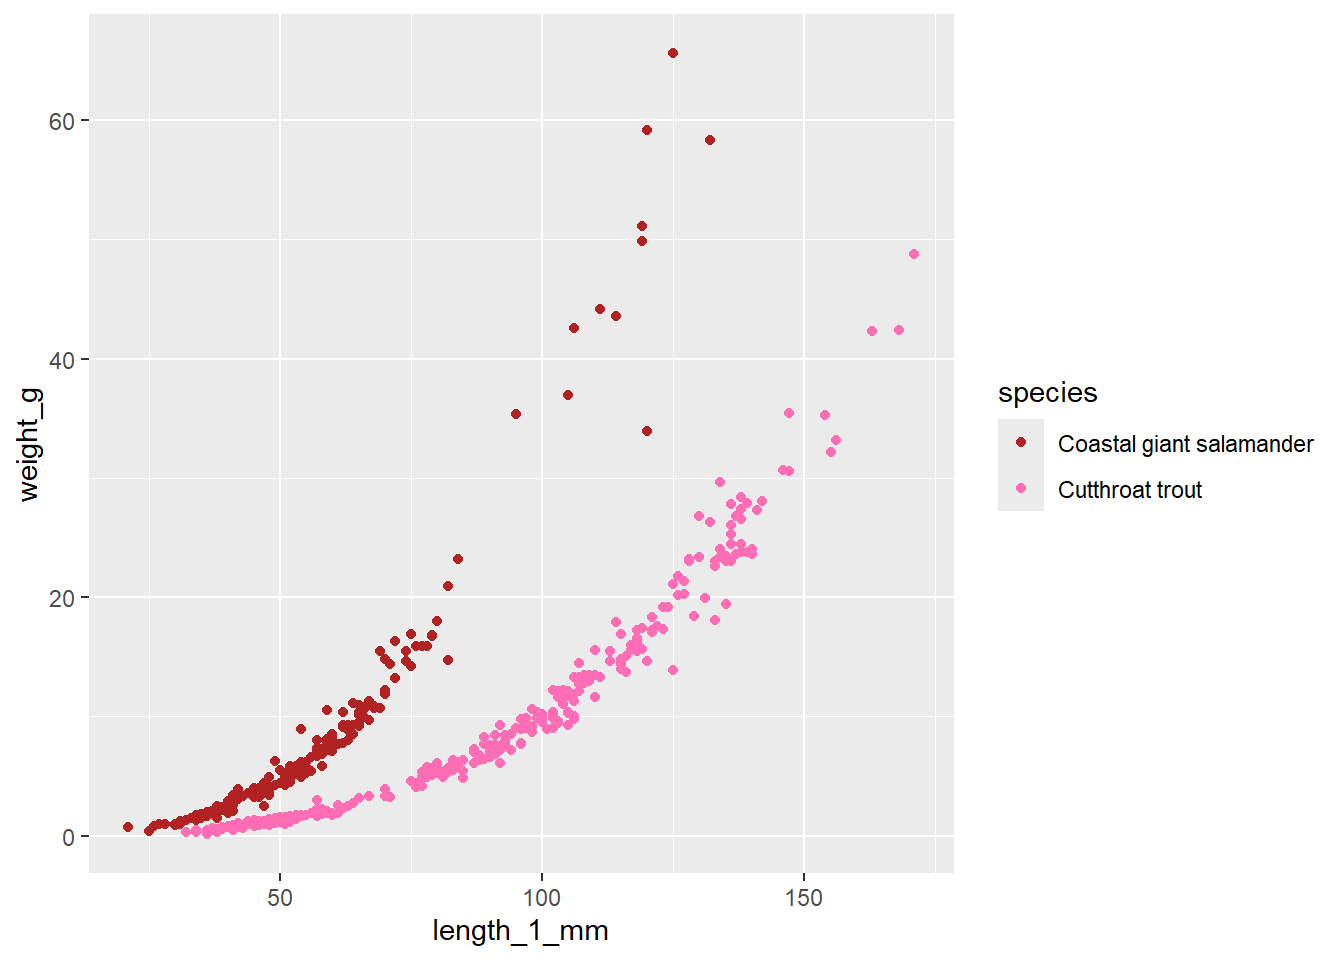 60
40
20
0
50 100 150
length_1_mm
weight_g
species
Coastal giant salamander
Cutthroat trout